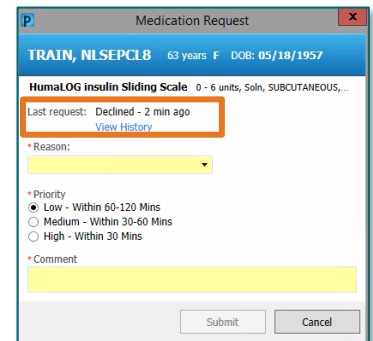 P Medication Request x
TRAIN, NLSEPCL8 63 years F DOB: 05/18/1957
HumaLOG insulin Sliding Scale 0 - 6 units, Soln, SUBCUTANEOUS,...
Last request: Declined - 2 min ago
View History
*Reason:
*Priority
Low - Within 60-120 Mins
Medium - Within 30-60 Mins
High - Within 30 Mins
*Comment
Submit Cancel